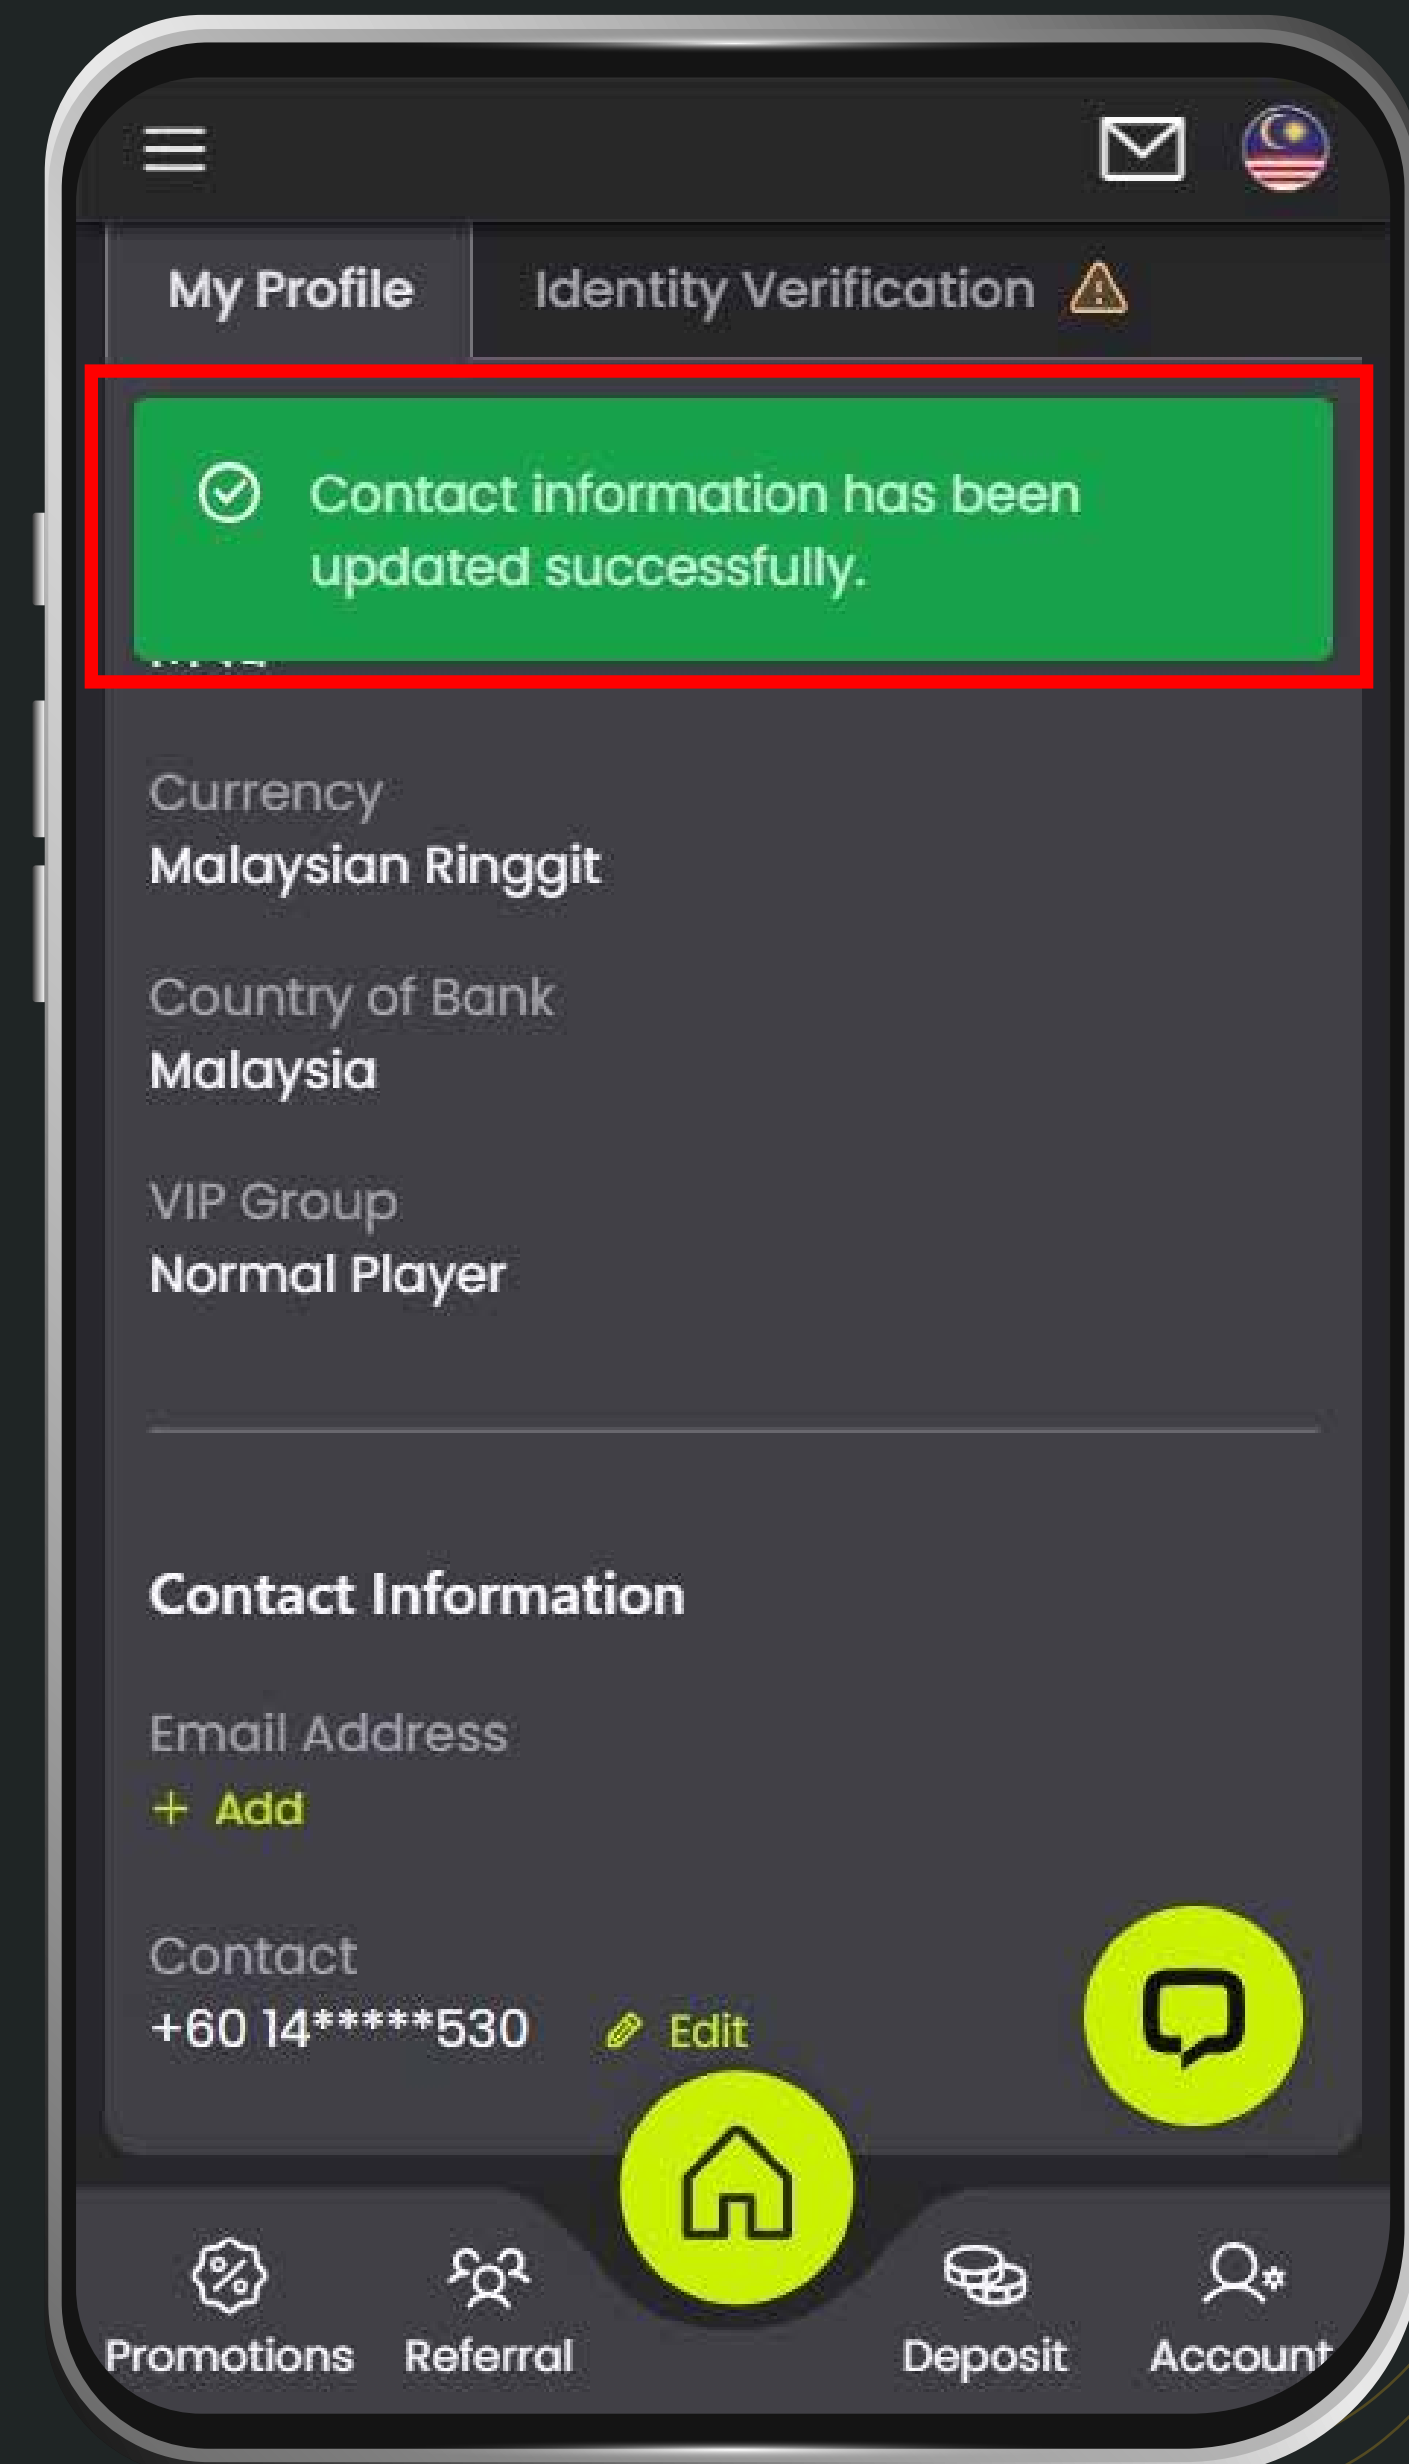 My Profile
Identity Verification
Contact information has been
updated successfully.
Currency
Malaysian Ringgit
Country of Bank
Malaysia
VIP Group
Normal Player
Contact Information
Email Address
+ Add
Contact
+60 14*****530
Edit
Promotions
Referral
Deposit
Account